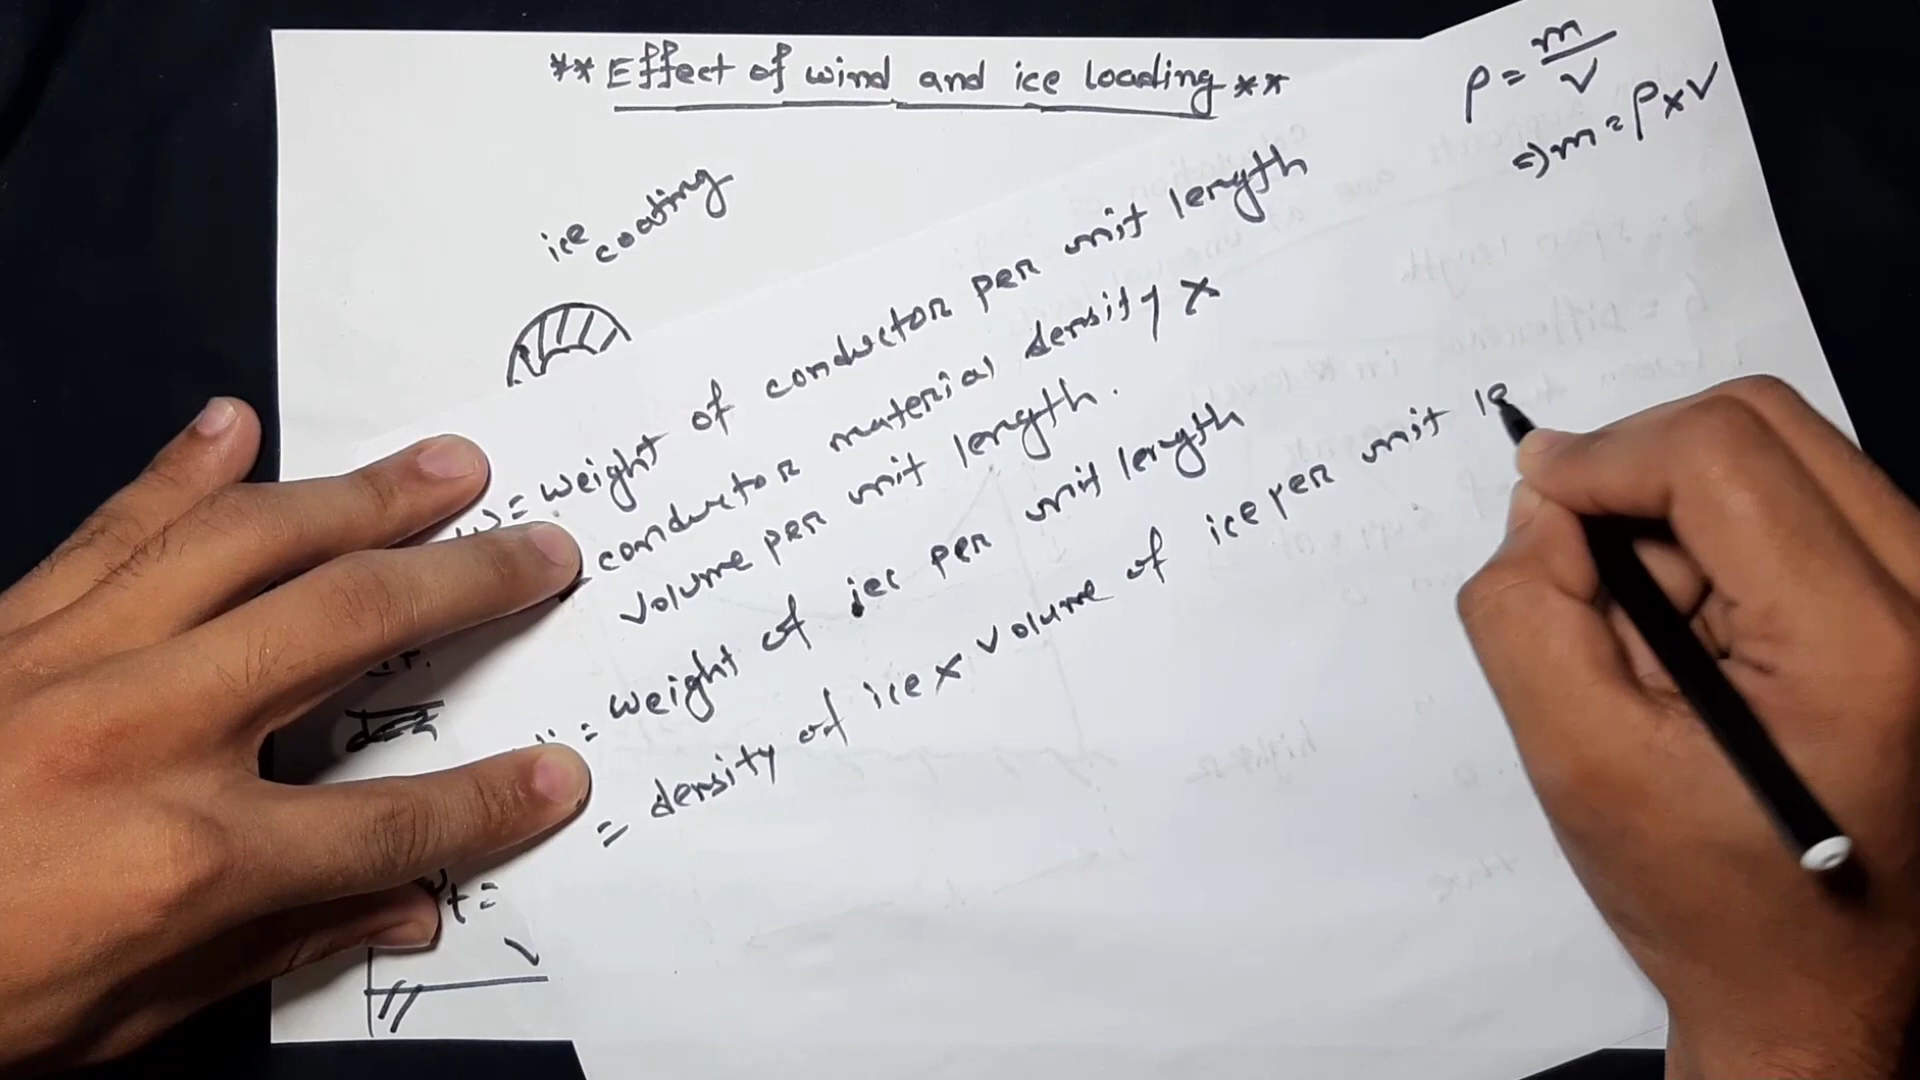 **Effect of wind and ice loading**
ρ = m/V
⇒ m = ρ x V
ice
coating
w = weight of conductor per unit length
conductor material density x
volume per unit length.
= weight of iec per unit length
= density of ice x volume of ice per unit le
t =